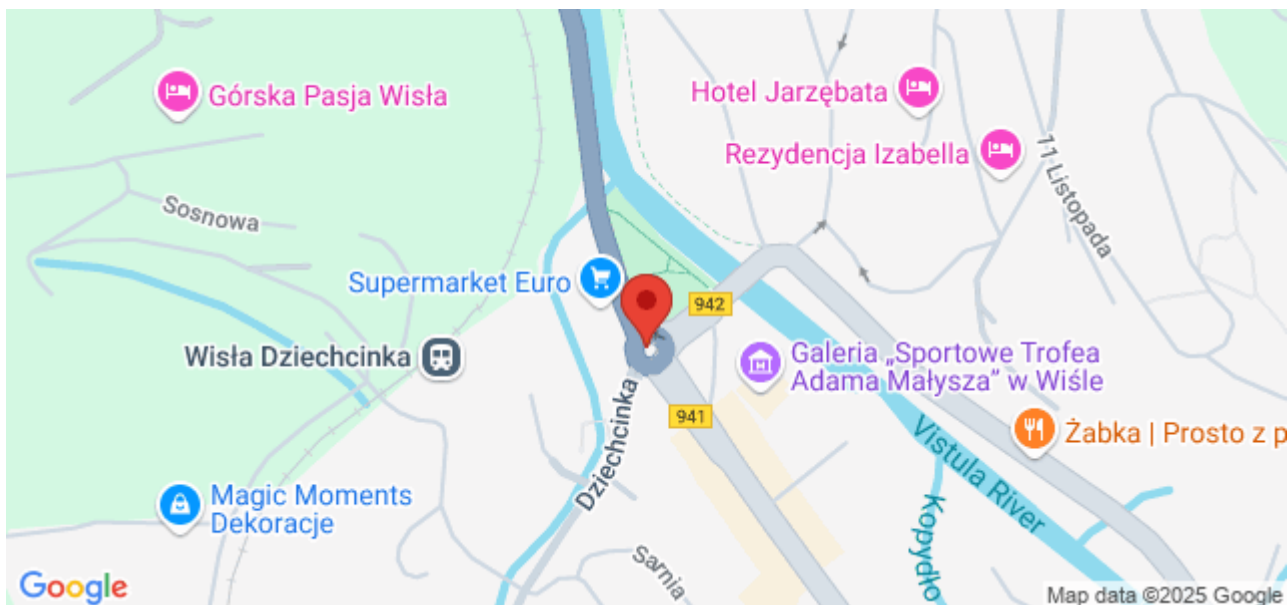 Górska Pasja Wisła
Hotel Jarzębata
Rezydencja Izabella
11 Listopada
Sosnowa
Supermarket Euro
942
Wisła Dziechcinka
Galeria „Sportowe Trofea
Adama Małysza” w Wiśle
941
Dziechcinka
Żabka | Prosto z p
Vistula River
Magic Moments
Dekoracje
Kopydło
Sarnia
Google
Map data ©2025 Google